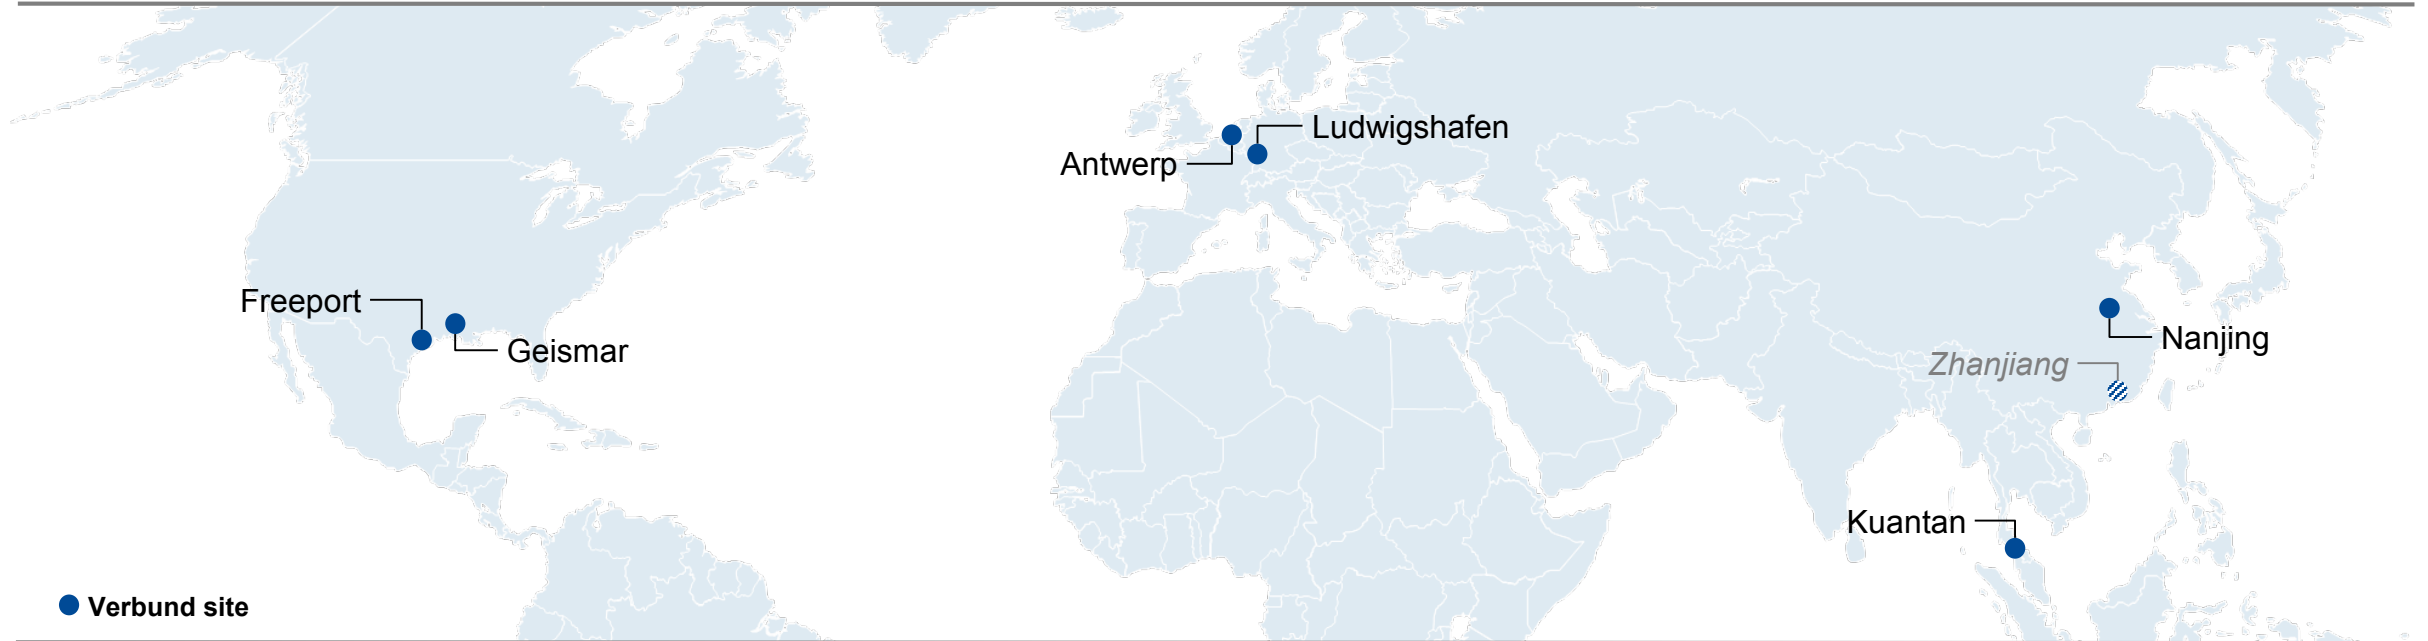 Ludwigshafen
Antwerp
Freeport
Geismar
Nanjing
Zhanjiang
Kuantan
Verbund site